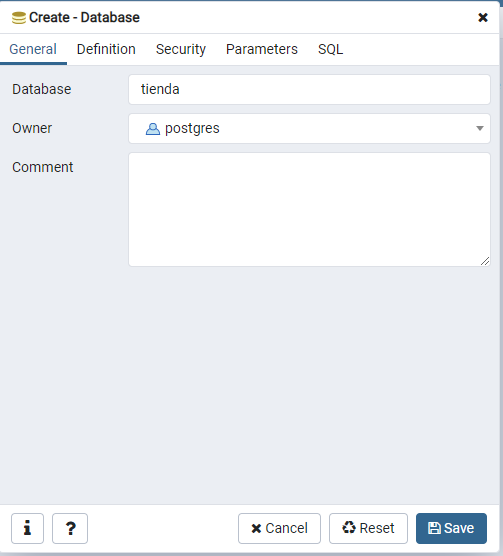 Create - Database
General Definition Security Parameters SQL
Database tienda
Owner postgres
Comment
i ? Cancel Reset Save